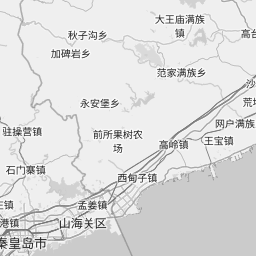 大王庙满族
镇
秋子沟乡
高台
加碑岩乡
范家满族乡
沙
荒地
永安堡乡
网户满族
驻操营镇
前所果树农
场
王宝镇
高岭镇
石门寨镇
西甸子镇
孟姜镇
港镇
山海关区
秦皇岛市